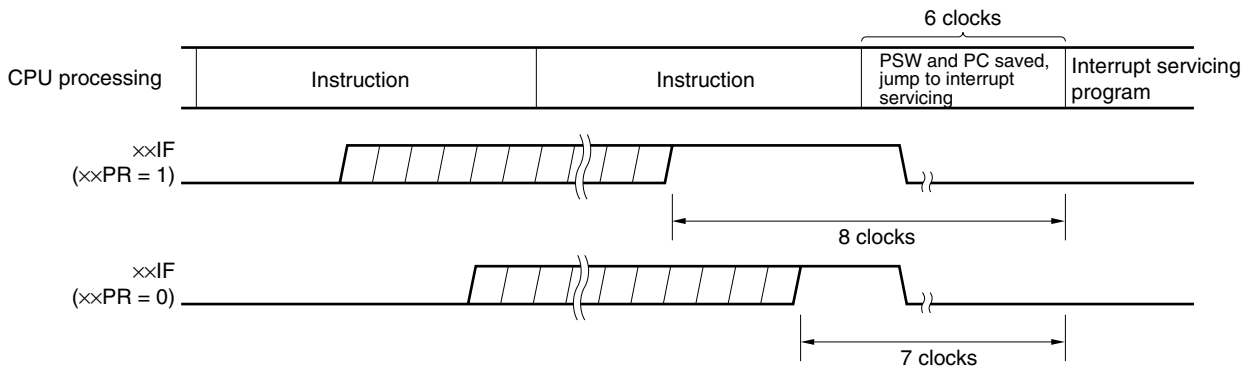 6 clocks
CPU processing
Instruction
Instruction
PSW and PC saved,
jump to interrupt
servicing
Interrupt servicing
program
××IF
(××PR = 1)
8 clocks
××IF
(××PR = 0)
7 clocks